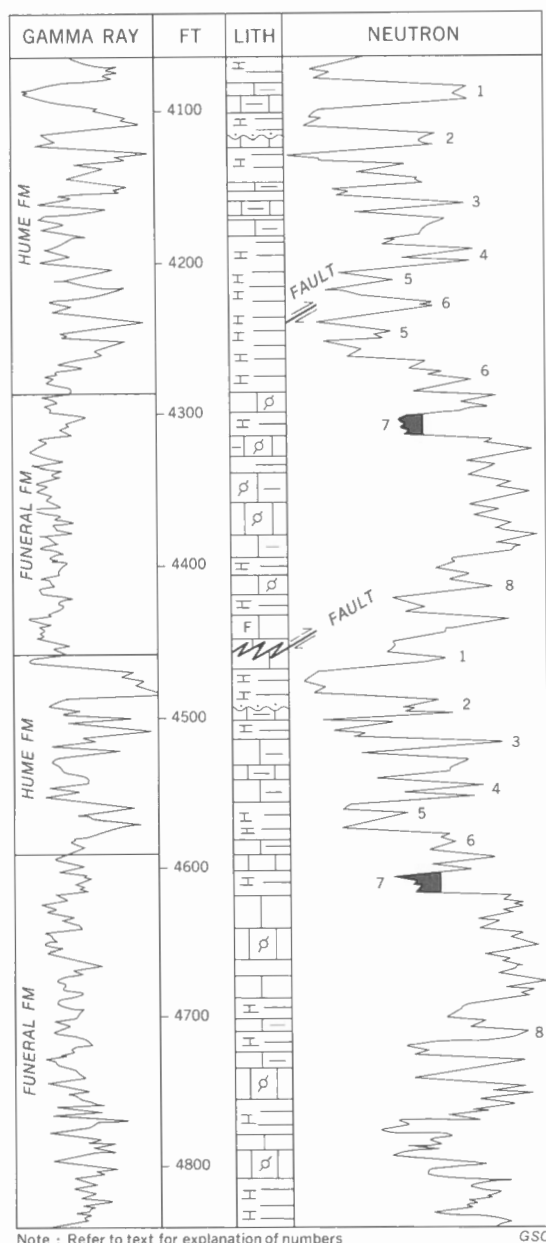 GAMMA RAY FT LITH NEUTRON
4100
1
2
3
HUME FM
4200
4
5
FAULT
6
5
6
4300
7
FUNERAL FM
4400
8
FAULT
F
1
4500
2
3
HUME FM
4
5
6
4600
7
FUNERAL FM
4700
8
4800
Note : Refer to text for explanation of numbers GSC